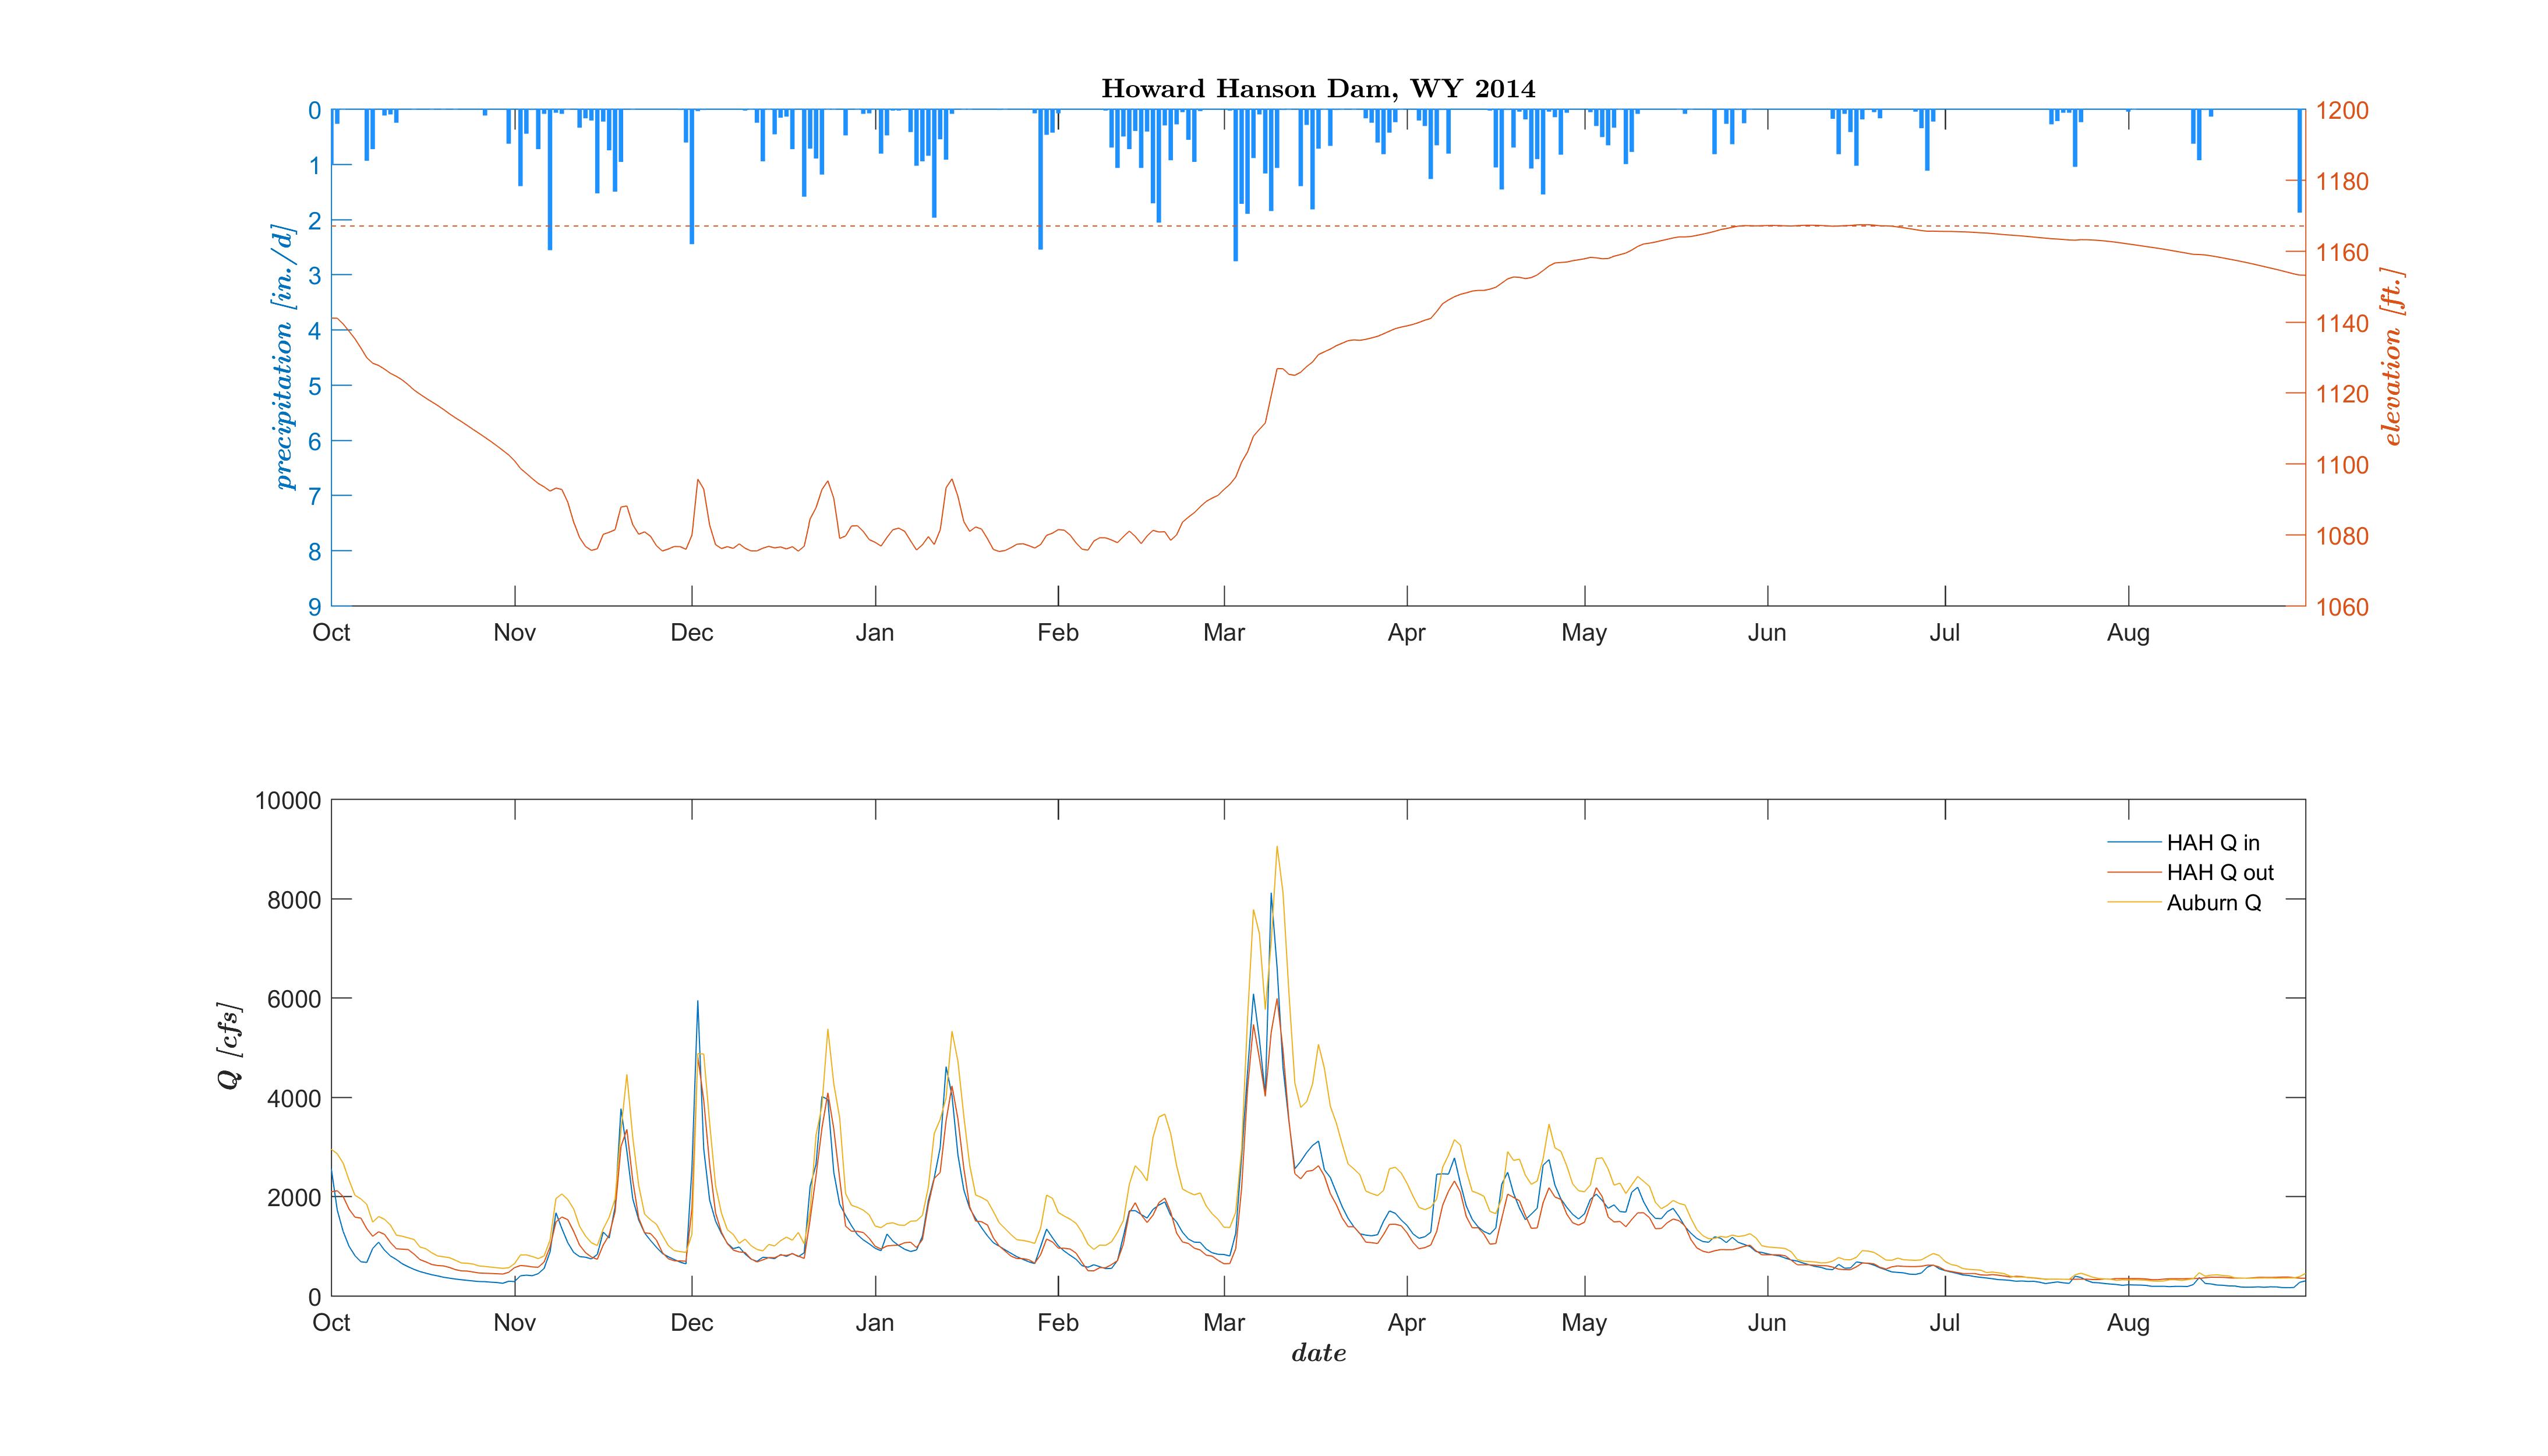 Howard Hanson Dam, WY 2014
0
1
2
3
4
5
6
7
8
9
precipitation [in./d]
1200
1180
1160
1140
1120
1100
1080
1060
elevation [ft.]
Oct Nov Dec Jan Feb Mar Apr May Jun Jul Aug
10000
8000
6000
4000
2000
0
Q [cfs]
HAH Q in
HAH Q out
Auburn Q
Oct Nov Dec Jan Feb Mar Apr May Jun Jul Aug
date